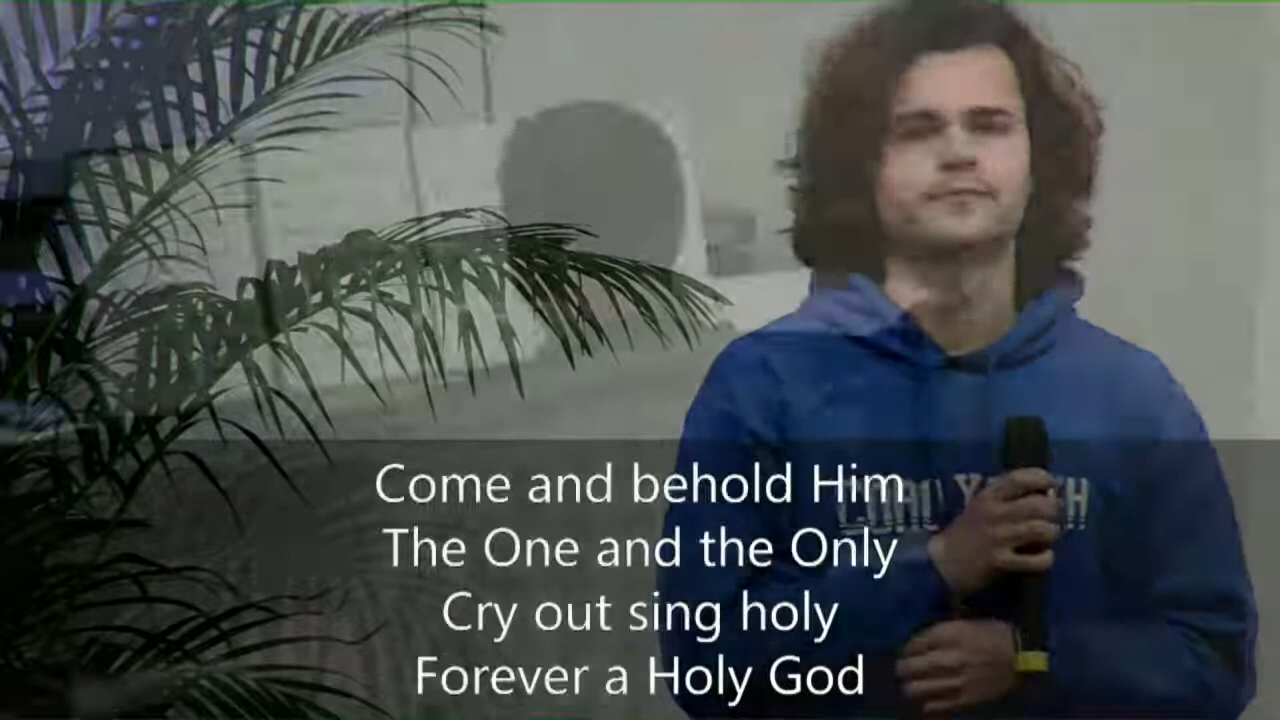 Come and behold Him
The One and the Only
Cry out sing holy
Forever a Holy God